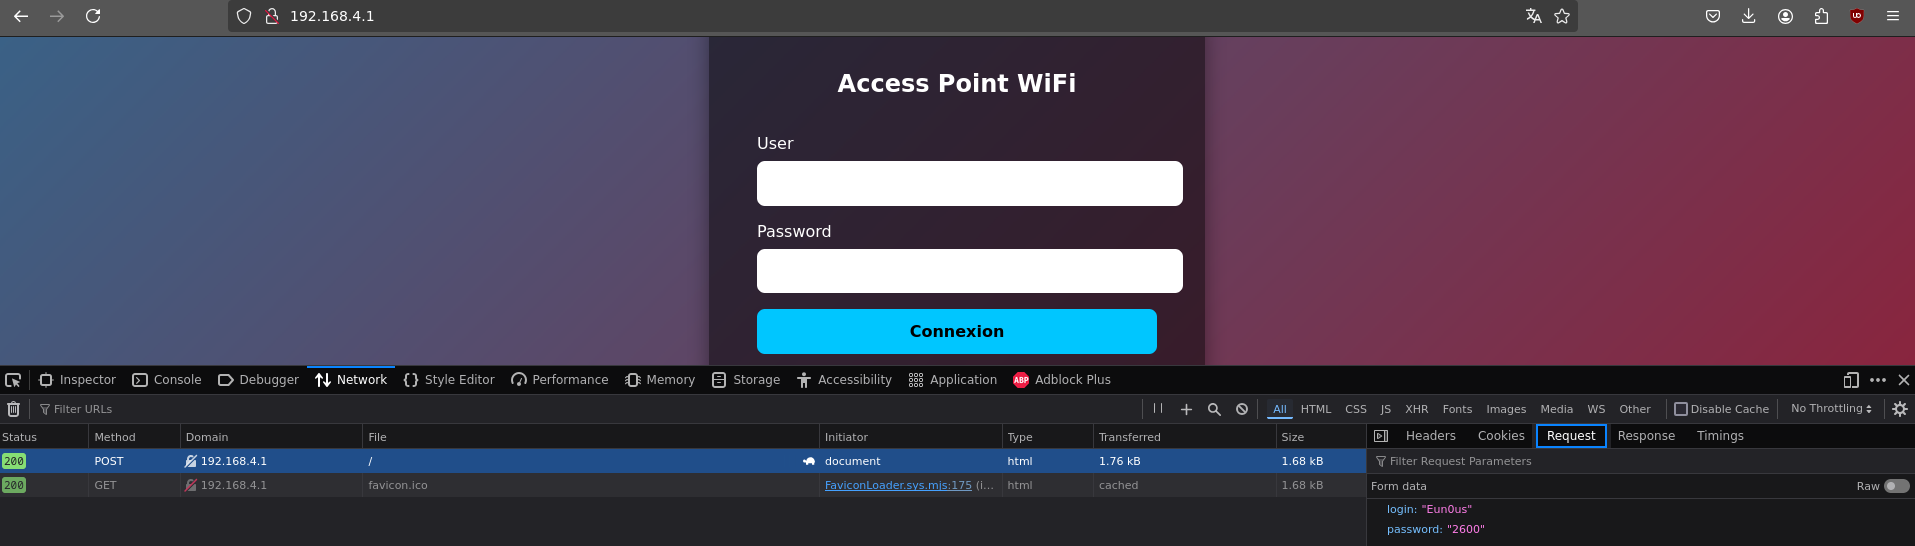 192.168.4.1
Access Point WiFi
User
Password
Connexion
Inspector Console Debugger Network Style Editor Performance Memory Storage Accessibility Application ABP Adblock Plus
Filter URLs All HTML CSS JS XHR Fonts Images Media WS Other Disable Cache No Throttling
Status Method Domain File Initiator Type Transferred Size Headers Cookies Request Response Timings
200 POST 192.168.4.1 / document html 1.76 kB 1.68 kB Filter Request Parameters
200 GET 192.168.4.1 favicon.ico FaviconLoader.sys.mjs:175 (i... html cached 1.68 kB Form data Raw
login: "Eun0us"
password: "2600"